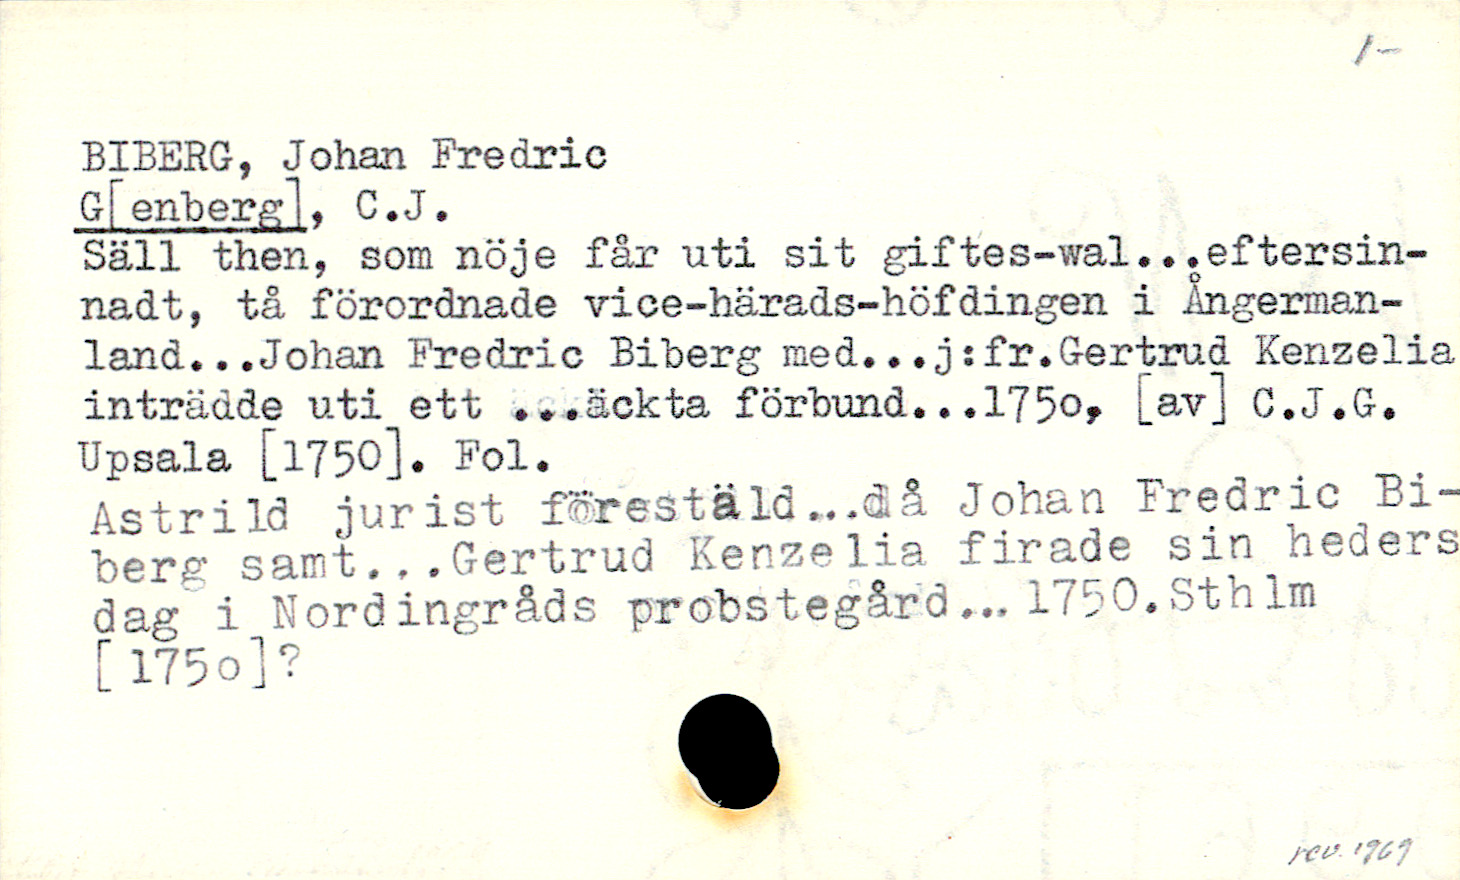 1-
BIBERG, Johan Fredric
G[enberg], C.J.
Säll then, som nöje får uti sit giftes-wal...eftersin-
nadt, tå förordnade vice-härads-höfdingen i Ångerman-
land...Johan Fredric Biberg med...j:fr.Gertrud Kenzelia
inträdde uti ett ...äckta förbund...175o, [av] C.J.G.
Upsala [1750]. Fol.
Astrild jurist förestäld...då Johan Fredric Bi-
berg samt...Gertrud Kenzelia firade sin heders
dag i Nordingråds probstegård...1750.Sthlm
[175o]?
rev. 1969